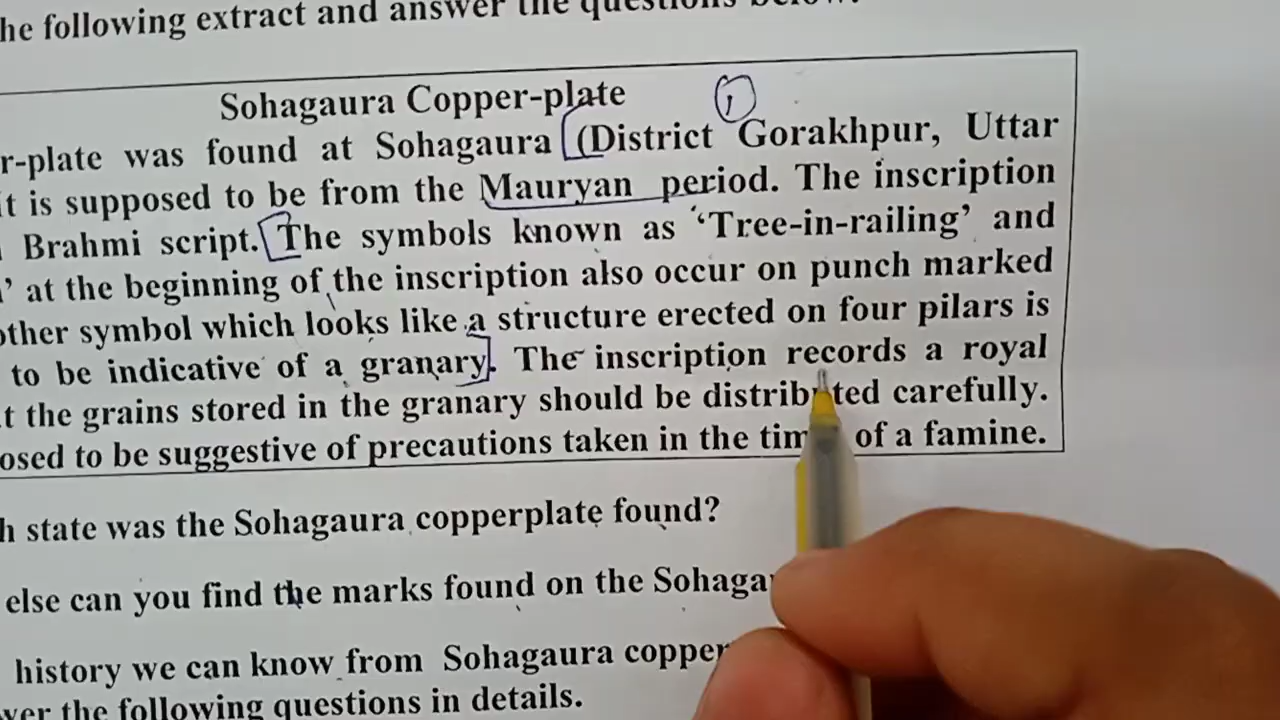 he following extract and answer the questions below.
Sohagaura Copper-plate
1
r-plate was found at Sohagaura (District Gorakhpur, Uttar
it is supposed to be from the Mauryan period. The inscription
Brahmi script. The symbols known as ‘Tree-in-railing’ and
’ at the beginning of the inscription also occur on punch marked
other symbol which looks like a structure erected on four pillars is
to be indicative of a granary. The inscription records a royal
t the grains stored in the granary should be distributed carefully.
osed to be suggestive of precautions taken in the tim of a famine.
h state was the Sohagaura copperplate found?
else can you find the marks found on the Sohaga
history we can know from Sohagaura copper
wer the following questions in details.